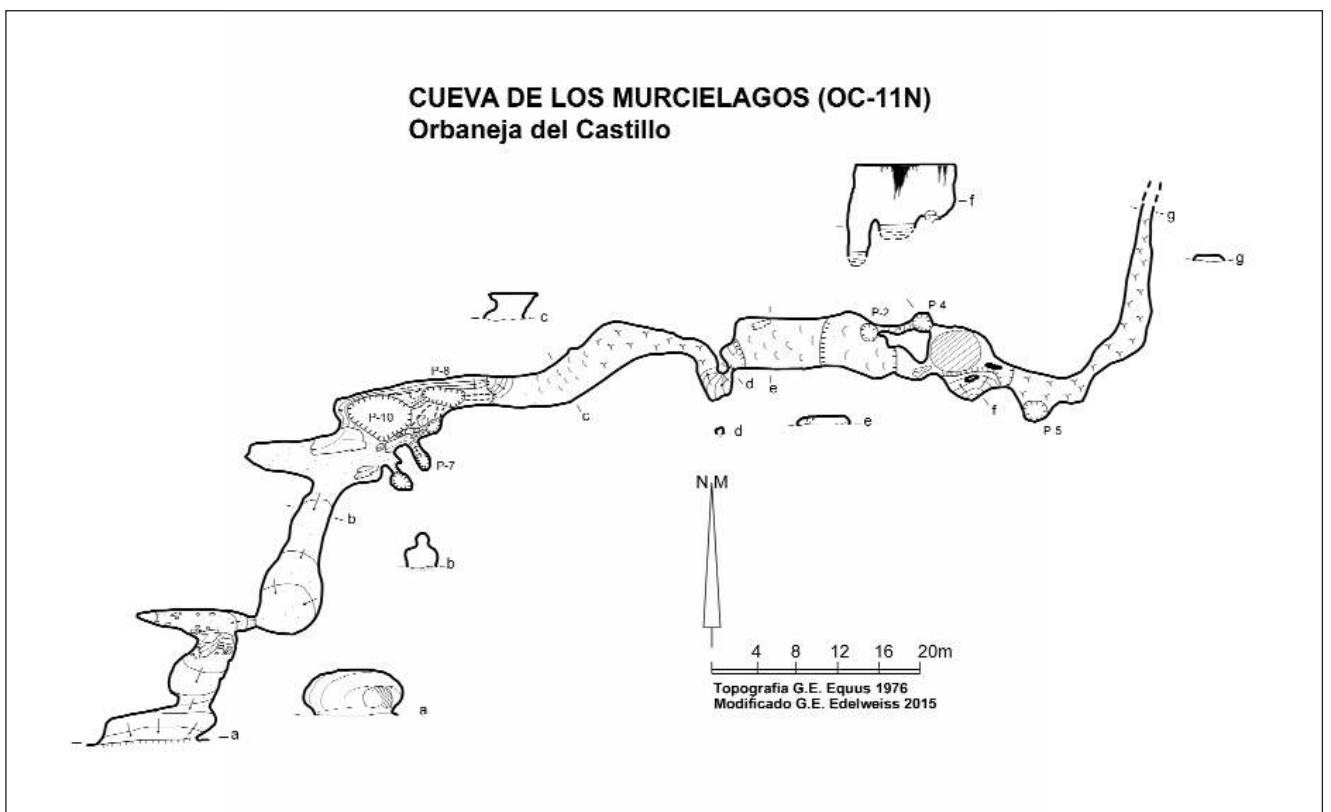 CUEVA DE LOS MURCIELAGOS (OC-11N)
Orbaneja del Castillo
f
g
g
c
P-2
P 4
P-8
P-10
P-7
c
d
e
d
e
f
P 5
b
b
N M
4 8 12 16 20m
Topografia G.E. Equus 1976
Modificado G.E. Edelweiss 2015
a
a